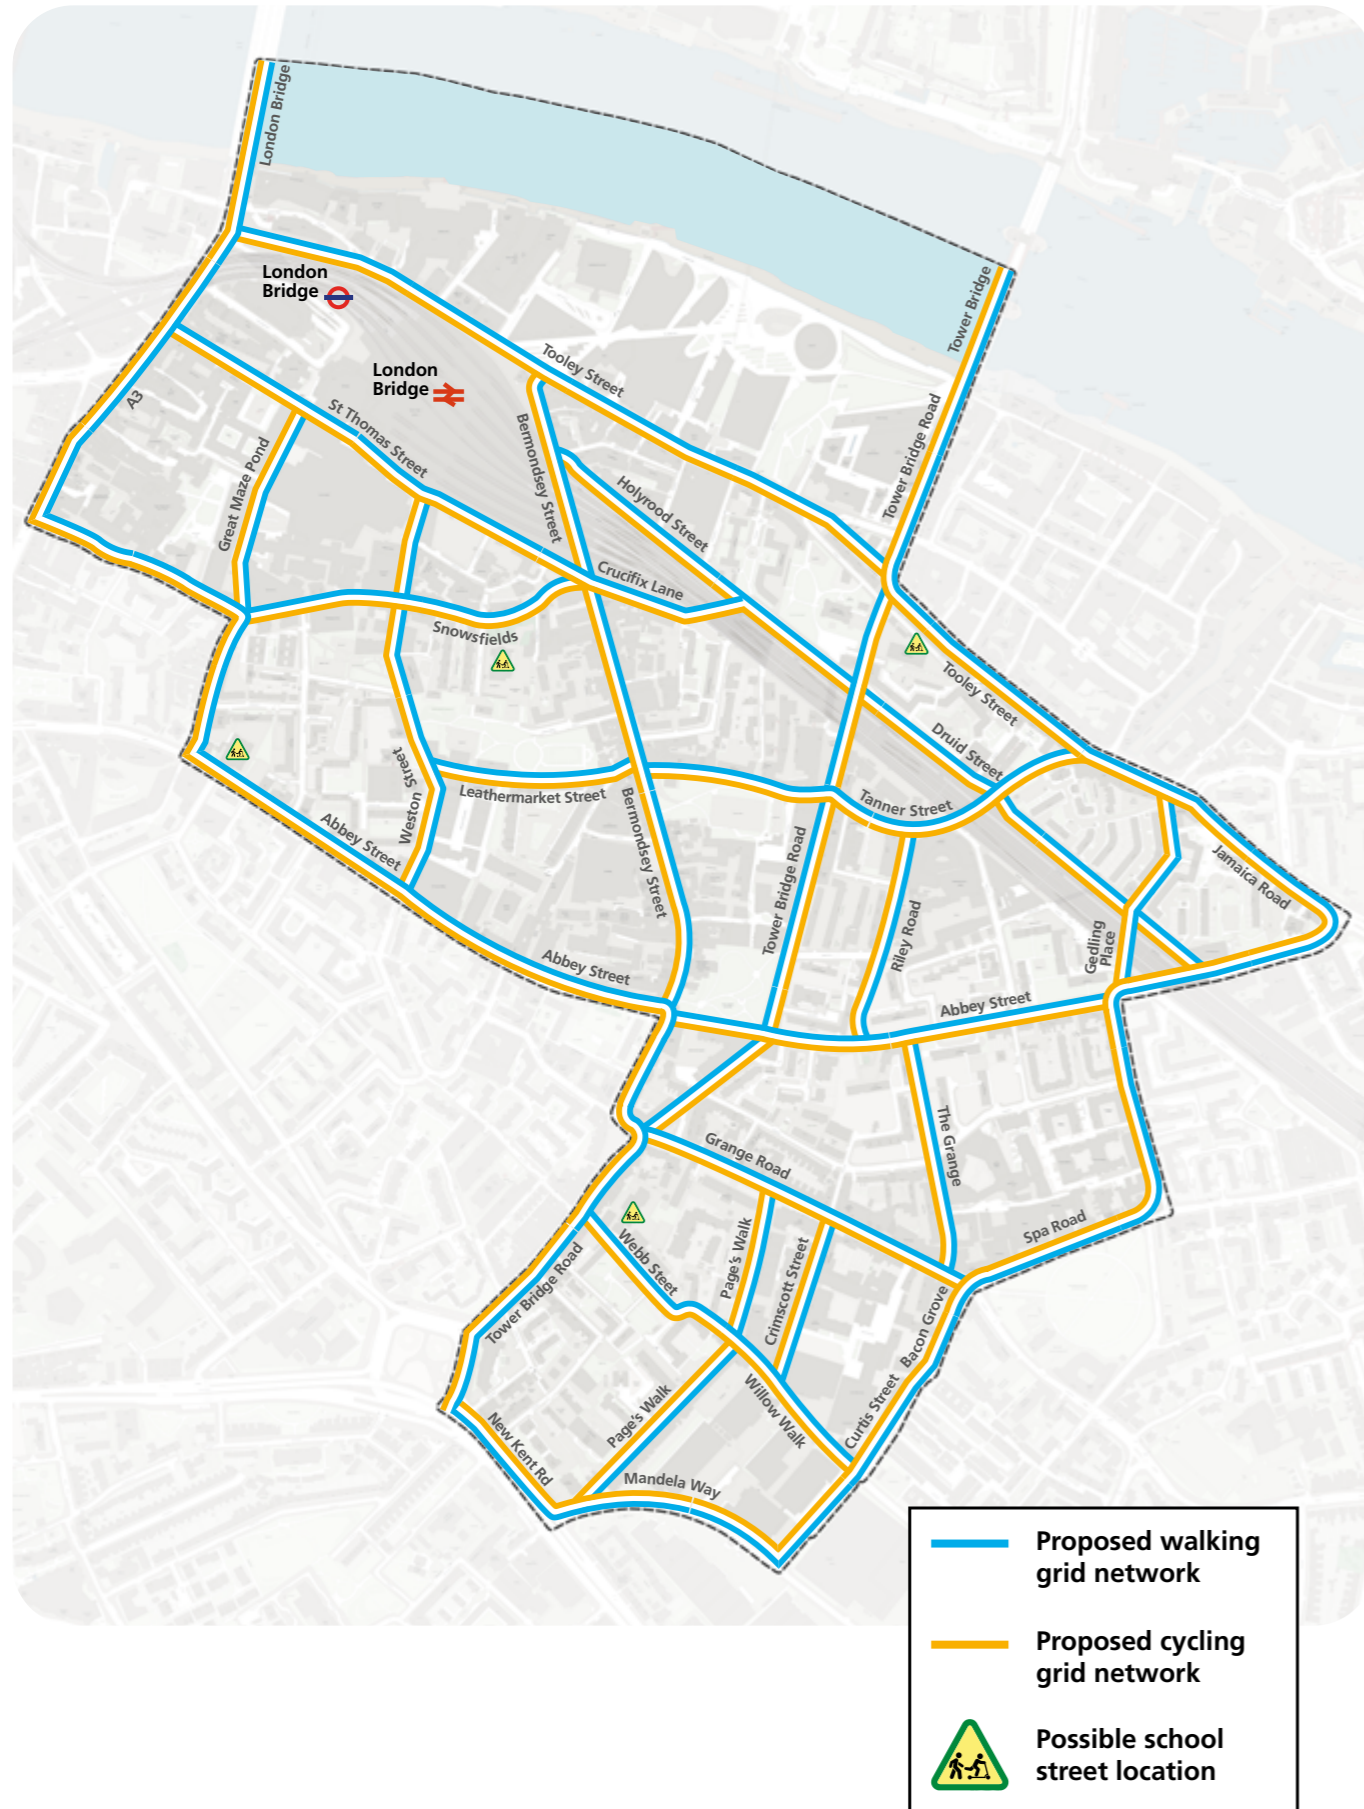 London Bridge
London
Bridge
London
Bridge
Tower Bridge
A3
Tooley Street
St Thomas Street
Bermondsey Street
Great Maze Pond
Holyrood Street
Tower Bridge Road
Crucifix Lane
Snowsfields
Tooley Street
Druid Street
Weston Street
Leathermarket Street
Tanner Street
Abbey Street
Bermondsey Street
Tower Bridge Road
Jamaica Road
Riley Road
Gedling
Place
Abbey Street
Abbey Street
The Grange
Grange Road
Spa Road
Webb Steet
Page's Walk
Crimscott Street
Tower Bridge Road
Bacon Grove
Curtis Street
Willow Walk
Page's Walk
New Kent Rd
Mandela Way
Proposed walking
grid network
Proposed cycling
grid network
Possible school
street location